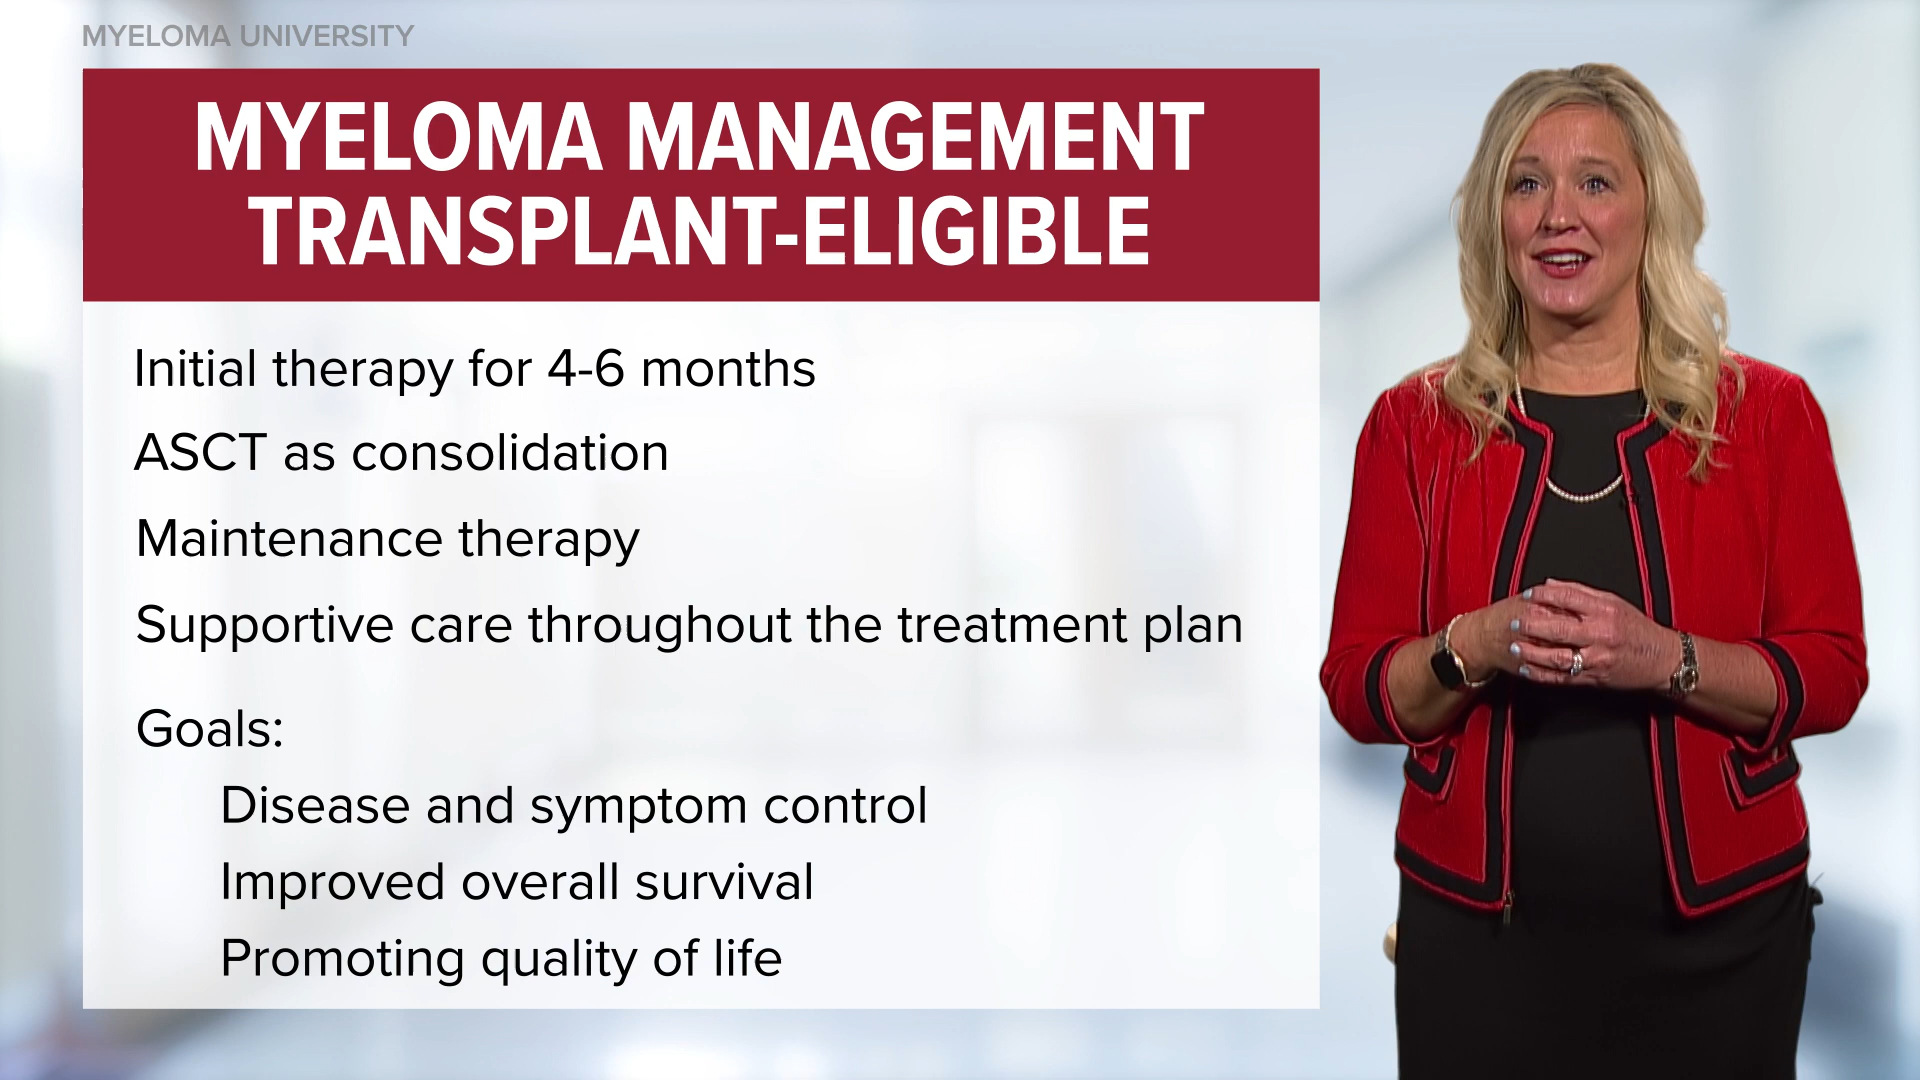 MYELOMA UNIVERSITY
MYELOMA MANAGEMENT
TRANSPLANT-ELIGIBLE
Initial therapy for 4-6 months
ASCT as consolidation
Maintenance therapy
Supportive care throughout the treatment plan
Goals:
Disease and symptom control
Improved overall survival
Promoting quality of life